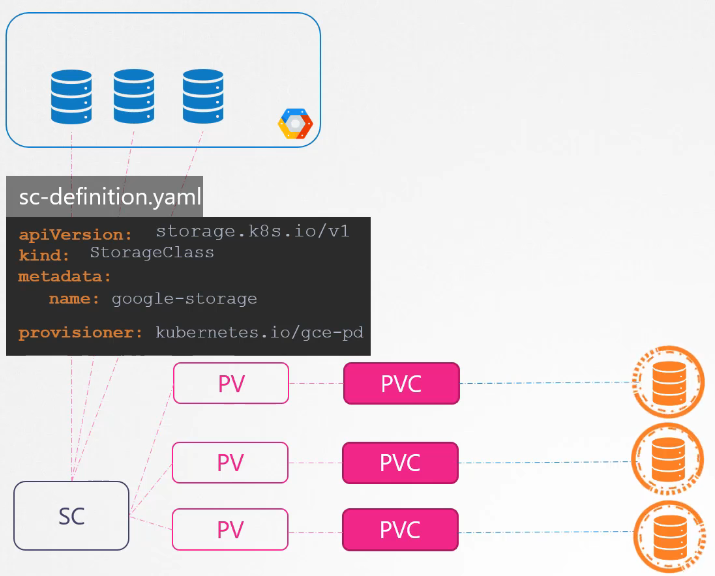 sc-definition.yaml
apiVersion: storage.k8s.io/v1
kind: StorageClass
metadata:
name: google-storage
provisioner: kubernetes.io/gce-pd
PV PVC
PV PVC
SC
PV PVC